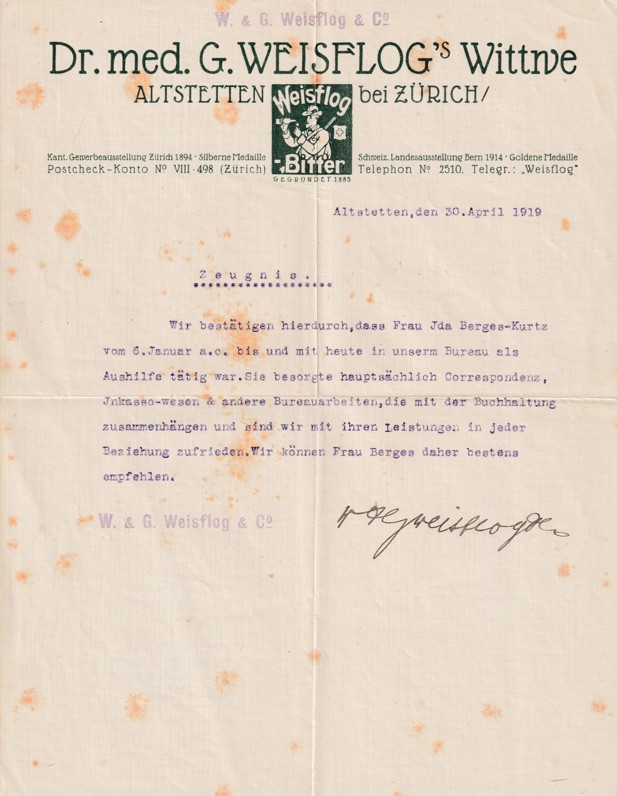 W. & G. Weisflog & Cº
Dr. med. G. WEISFLOG'S Wittwe
ALTSTETTEN bei ZÜRICH/
Weisflog
Bitter
GEGRÜNDET 1885
Kant. Gewerbeausstellung Zürich 1894 · Silberne Medaille
Postcheck-Konto Nº VIII·498 (Zürich)
Schweiz. Landesausstellung Bern 1914 · Goldene Medaille
Telephon Nº 2510. Telegr.: „Weisflog"
Altstetten,den 30.April 1919
Zeugnis.
Wir bestätigen hierdurch,dass Frau Jda Berges-Kurtz
vom 6.Januar a.c. bis und mit heute in unserm Bureau als
Aushilfe tätig war.Sie besorgte hauptsächlich Correspondenz,
Jnkasso-wesen & andere Bureauarbeiten,die mit der Buchhaltung
zusammenhängen und sind wir mit ihren Leistungen in jeder
Beziehung zufrieden.Wir können Frau Berges daher bestens
empfehlen.
W. & G. Weisflog & Cº
W & G Weisflog & Co